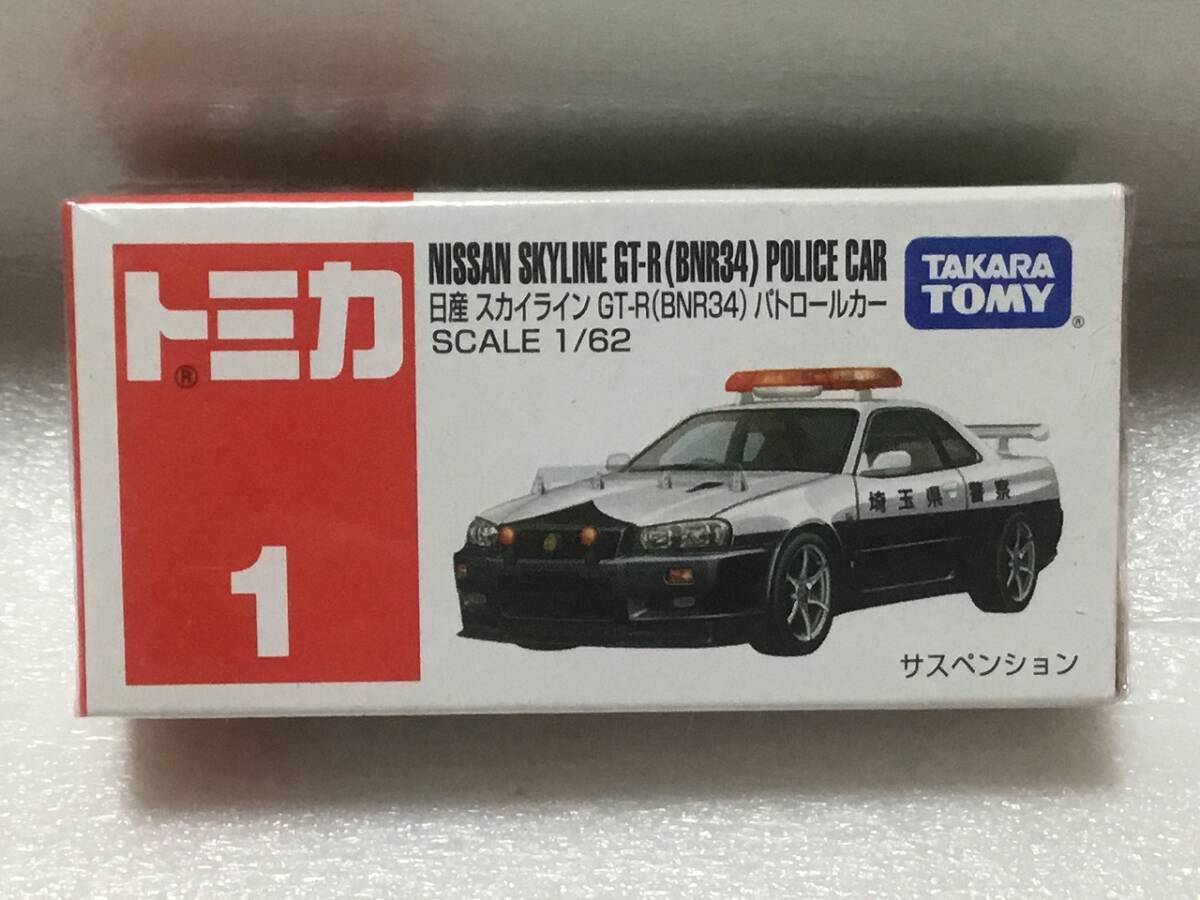 トミカ
®
1
NISSAN SKYLINE GT-R(BNR34) POLICE CAR
日産 スカイライン GT-R(BNR34) パトロールカー
SCALE 1/62
TAKARA
TOMY
®
埼玉県警察
サスペンション